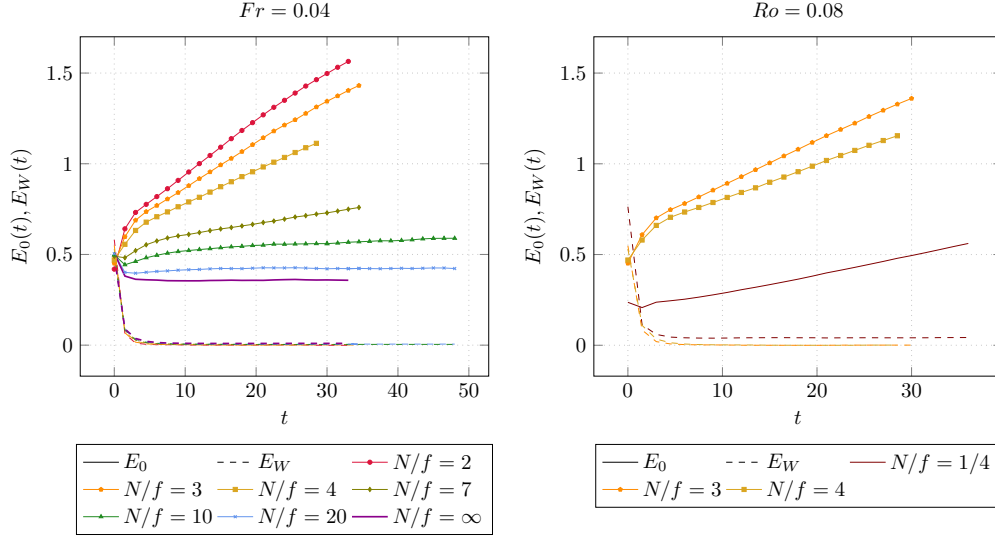 Fr = 0.04
E_0(t), E_W(t)
1.5
1
0.5
0
0 10 20 30 40 50
t
E_0 E_W N/f = 2
N/f = 3 N/f = 4 N/f = 7
N/f = 10 N/f = 20 N/f = ∞
Ro = 0.08
E_0(t), E_W(t)
1.5
1
0.5
0
0 10 20 30
t
E_0 E_W N/f = 1/4
N/f = 3 N/f = 4